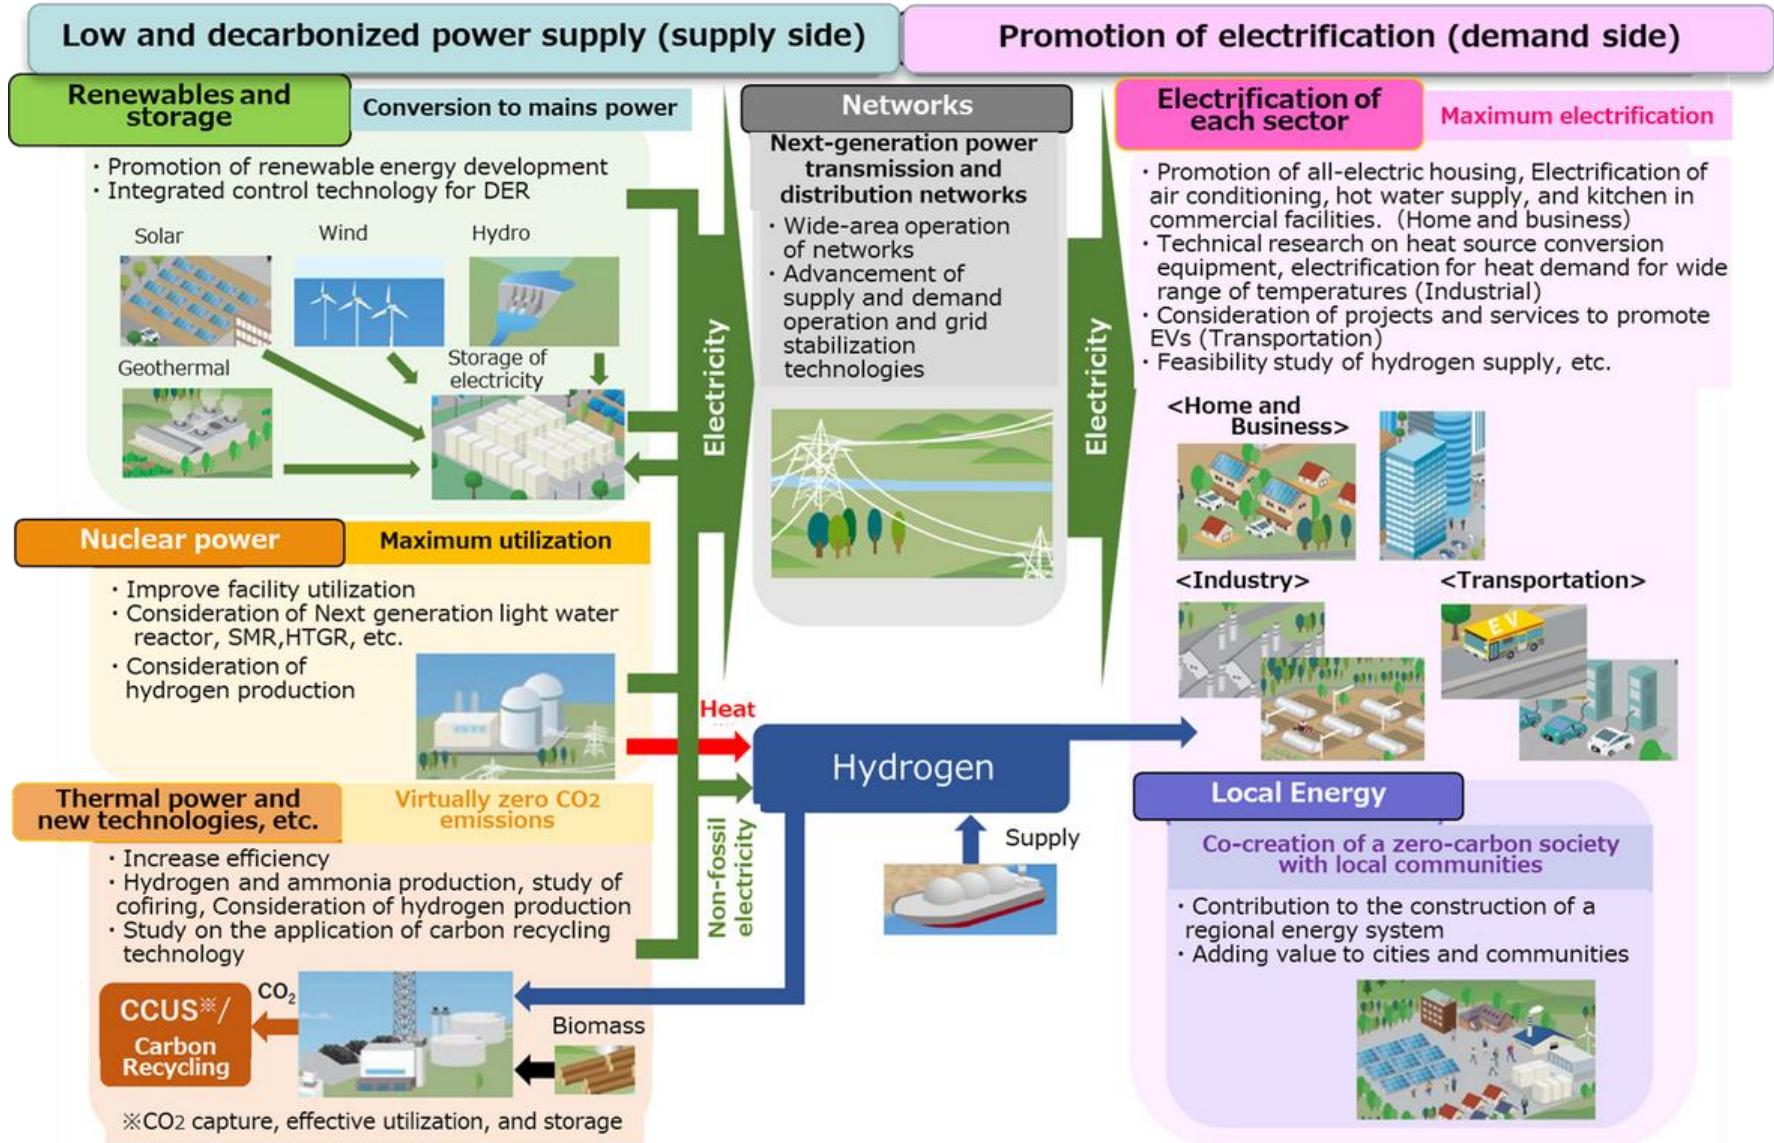 Low and decarbonized power supply (supply side)
Promotion of electrification (demand side)
Renewables and
storage
Conversion to mains power
・Promotion of renewable energy development
・Integrated control technology for DER
Solar
Wind
Hydro
Geothermal
Storage of
electricity
Nuclear power
Maximum utilization
・Improve facility utilization
・Consideration of Next generation light water
reactor, SMR,HTGR, etc.
・Consideration of
hydrogen production
Thermal power and
new technologies, etc.
Virtually zero CO2
emissions
・Increase efficiency
・Hydrogen and ammonia production, study of
cofiring, Consideration of hydrogen production
・Study on the application of carbon recycling
technology
CCUS※/
Carbon
Recycling
CO2
Biomass
※CO2 capture, effective utilization, and storage
Electricity
Heat
Non-fossil
electricity
Networks
Next-generation power
transmission and
distribution networks
・Wide-area operation
of networks
・Advancement of
supply and demand
operation and grid
stabilization
technologies
Hydrogen
Supply
Electricity
Electrification of
each sector
Maximum electrification
・Promotion of all-electric housing, Electrification of
air conditioning, hot water supply, and kitchen in
commercial facilities. (Home and business)
・Technical research on heat source conversion
equipment, electrification for heat demand for wide
range of temperatures (Industrial)
・Consideration of projects and services to promote
EVs (Transportation)
・Feasibility study of hydrogen supply, etc.
<Home and
Business>
<Industry>
<Transportation>
EV
Local Energy
Co-creation of a zero-carbon society
with local communities
・Contribution to the construction of a
regional energy system
・Adding value to cities and communities